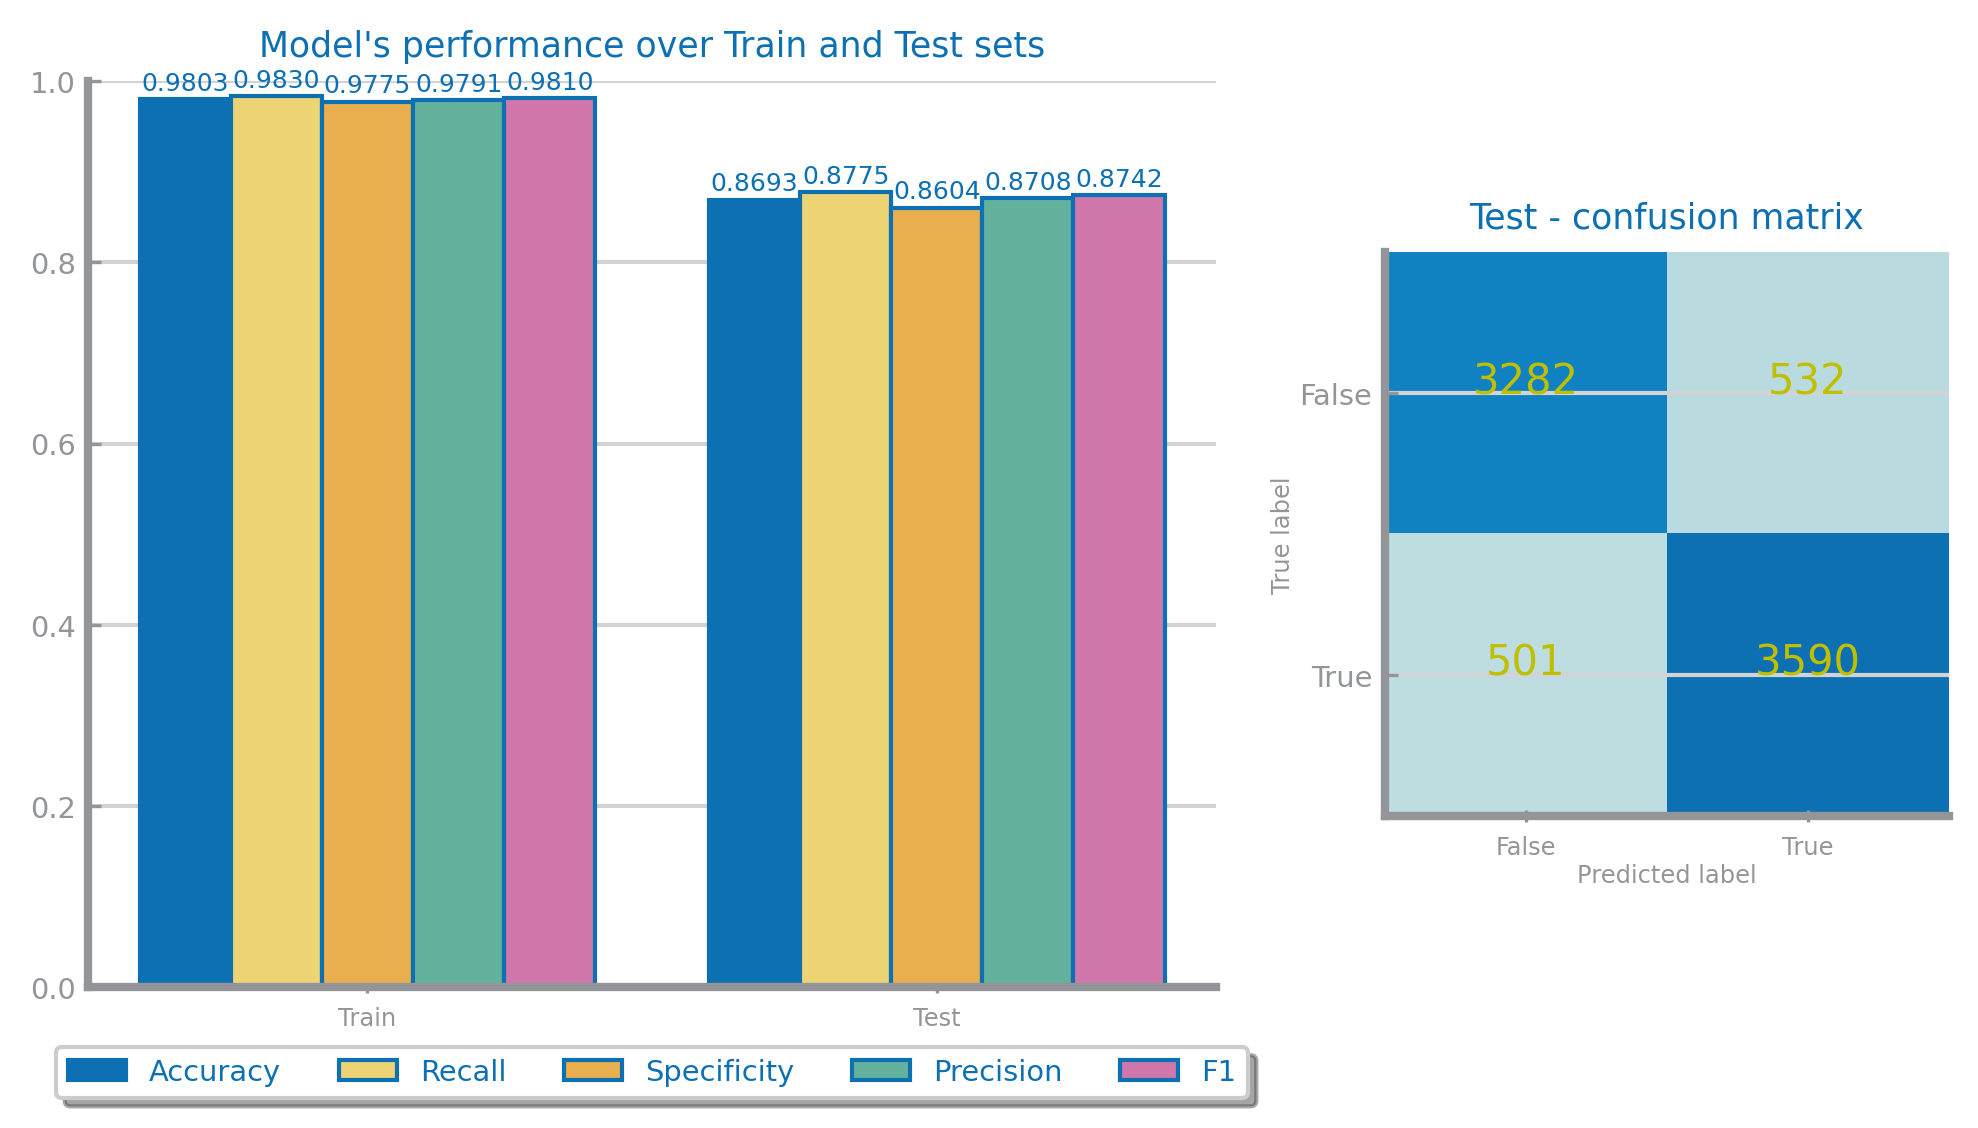 Model's performance over Train and Test sets
1.0
0.8
0.6
0.4
0.2
0.0
0.9803 0.9830 0.9775 0.9791 0.9810
0.8693 0.8775 0.8604 0.8708 0.8742
Train Test
Accuracy Recall Specificity Precision F1
Test - confusion matrix
True label
False 3282 532
True 501 3590
False True
Predicted label